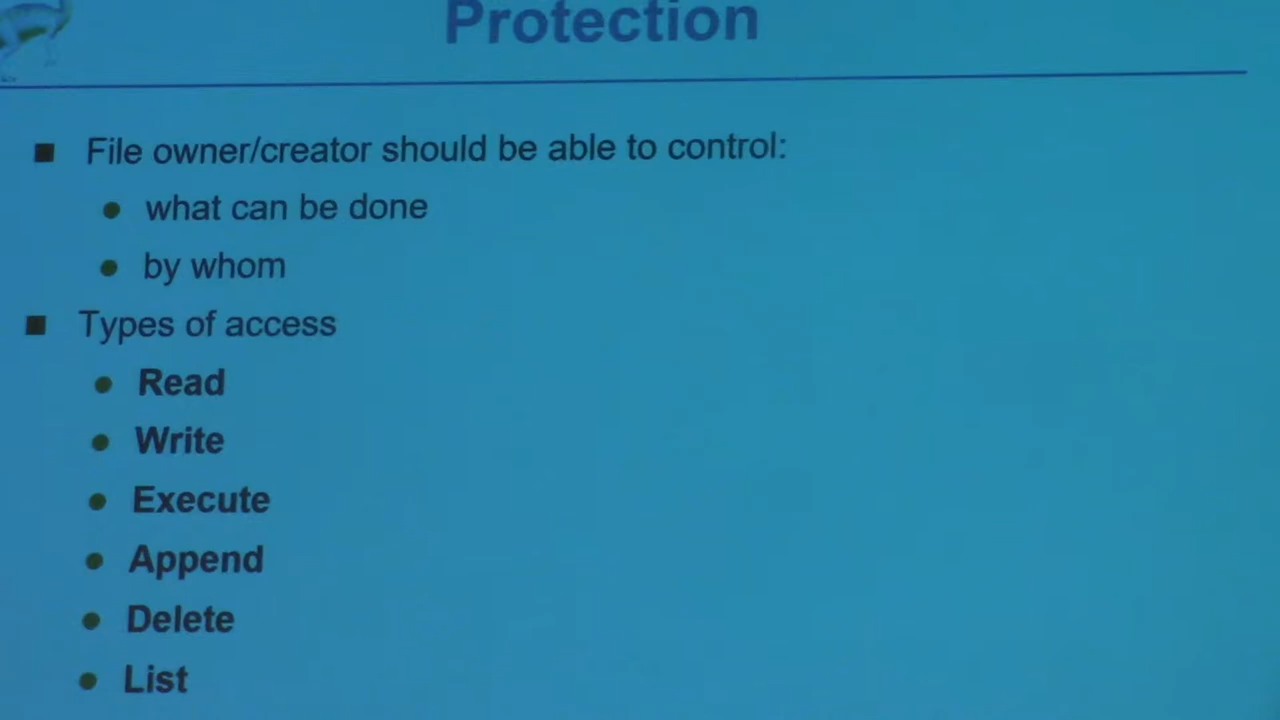 Protection
File owner/creator should be able to control:
what can be done
by whom
Types of access
Read
Write
Execute
Append
Delete
List